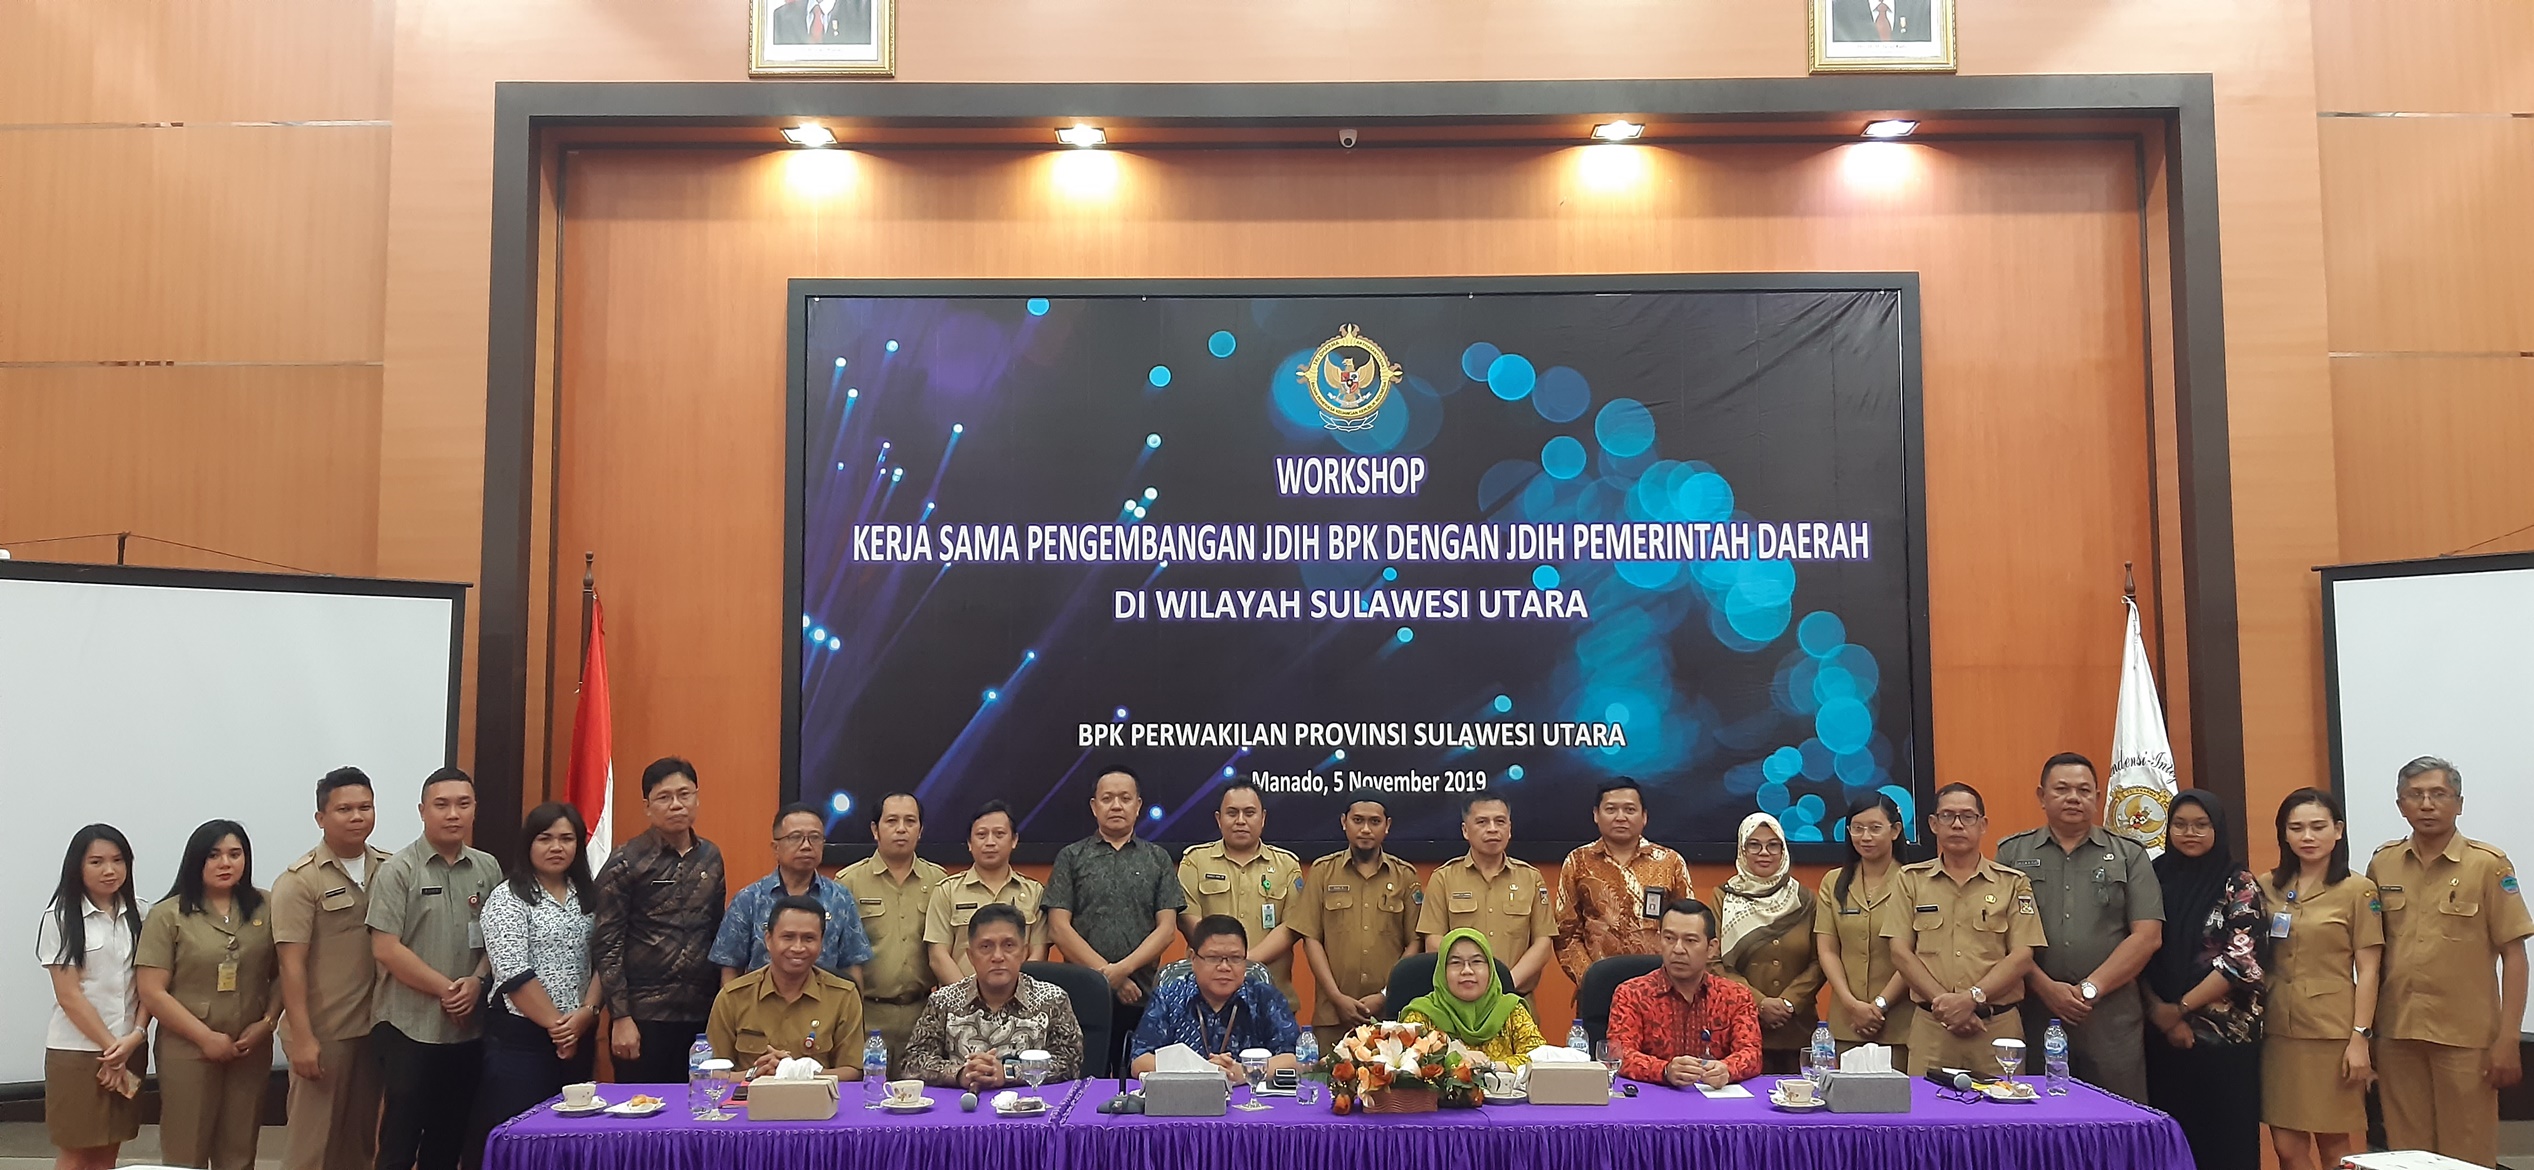 WORKSHOP
KERJA SAMA PENGEMBANGAN JDIH BPK DENGAN JDIH PEMERINTAH DAERAH
DI WILAYAH SULAWESI UTARA
BPK PERWAKILAN PROVINSI SULAWESI UTARA
Manado, 5 November 2019